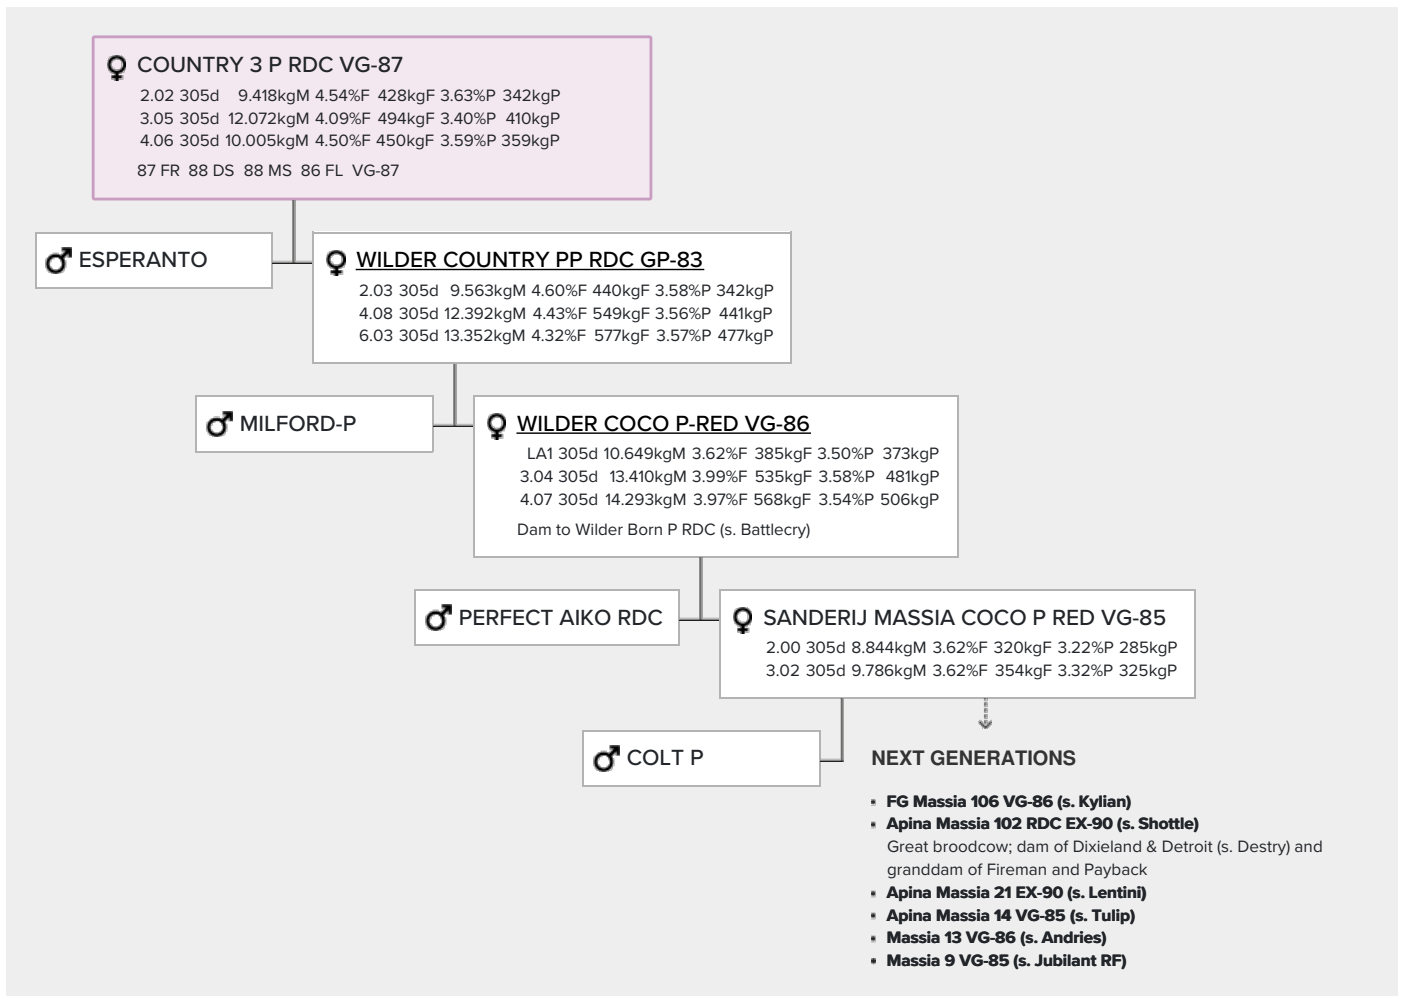 COUNTRY 3 P RDC VG-87
2.02 305d 9.418kgM 4.54%F 428kgF 3.63%P 342kgP
3.05 305d 12.072kgM 4.09%F 494kgF 3.40%P 410kgP
4.06 305d 10.005kgM 4.50%F 450kgF 3.59%P 359kgP
87 FR 88 DS 88 MS 86 FL VG-87
ESPERANTO
WILDER COUNTRY PP RDC GP-83
2.03 305d 9.563kgM 4.60%F 440kgF 3.58%P 342kgP
4.08 305d 12.392kgM 4.43%F 549kgF 3.56%P 441kgP
6.03 305d 13.352kgM 4.32%F 577kgF 3.57%P 477kgP
MILFORD-P
WILDER COCO P-RED VG-86
LA1 305d 10.649kgM 3.62%F 385kgF 3.50%P 373kgP
3.04 305d 13.410kgM 3.99%F 535kgF 3.58%P 481kgP
4.07 305d 14.293kgM 3.97%F 568kgF 3.54%P 506kgP
Dam to Wilder Born P RDC (s. Battlecry)
PERFECT AIKO RDC
SANDERIJ MASSIA COCO P RED VG-85
2.00 305d 8.844kgM 3.62%F 320kgF 3.22%P 285kgP
3.02 305d 9.786kgM 3.62%F 354kgF 3.32%P 325kgP
COLT P
NEXT GENERATIONS
▪ FG Massia 106 VG-86 (s. Kylian)
▪ Apina Massia 102 RDC EX-90 (s. Shottle)
Great broodcow; dam of Dixieland & Detroit (s. Destry) and
granddam of Fireman and Payback
▪ Apina Massia 21 EX-90 (s. Lentini)
▪ Apina Massia 14 VG-85 (s. Tulip)
▪ Massia 13 VG-86 (s. Andries)
▪ Massia 9 VG-85 (s. Jubilant RF)